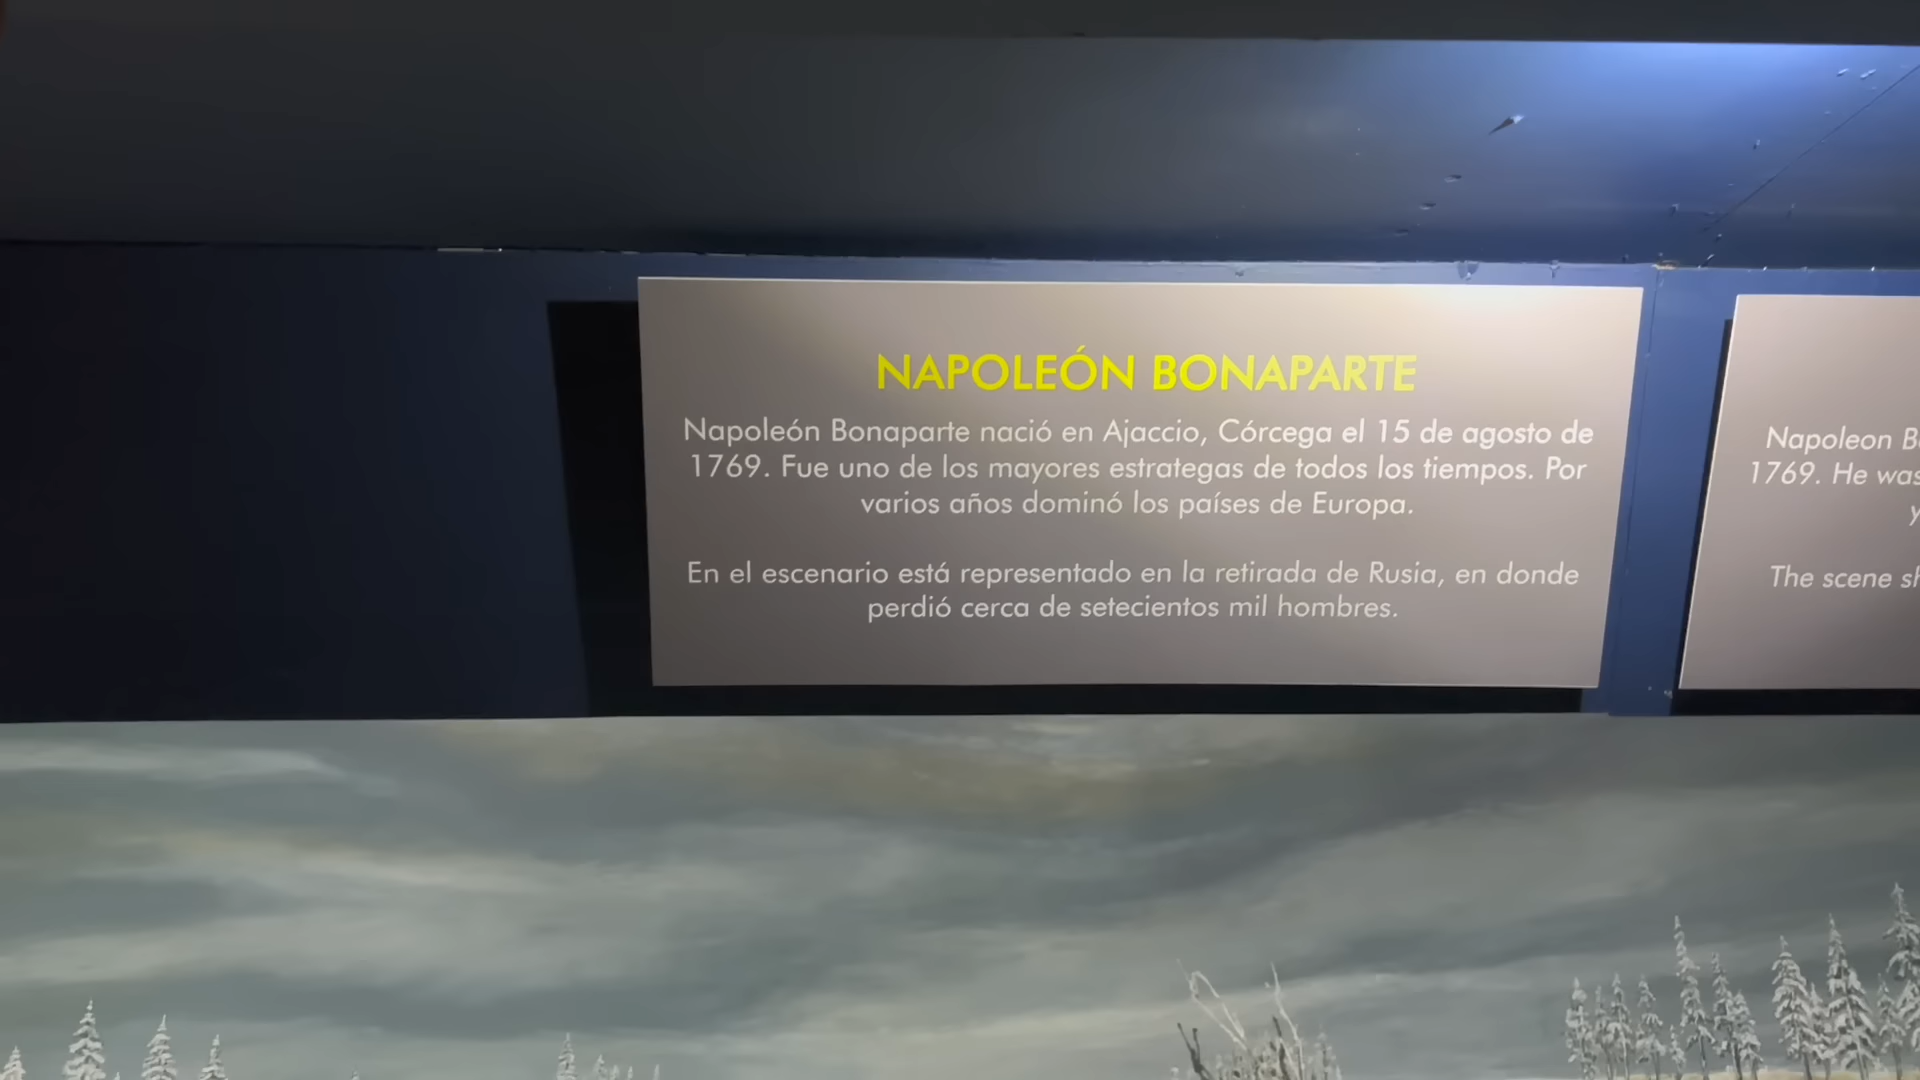 NAPOLEÓN BONAPARTE
Napoleón Bonaparte nació en Ajaccio, Córcega el 15 de agosto de
1769. Fue uno de los mayores estrategas de todos los tiempos. Por
varios años dominó los países de Europa.
En el escenario está representado en la retirada de Rusia, en donde
perdió cerca de setecientos mil hombres.
Napoleon
1769. He was
The scene